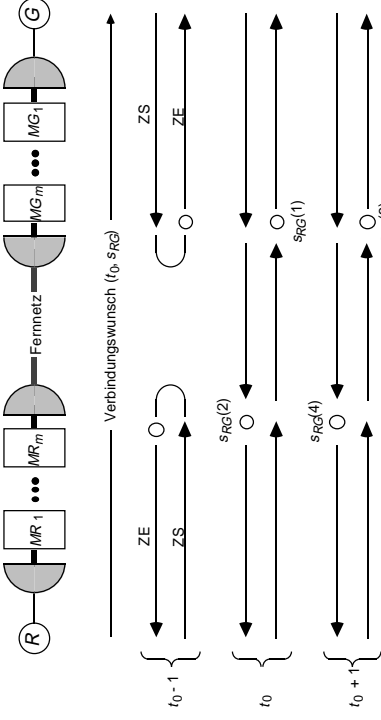 R MR1 ••• MRm Fernnetz MGm ••• MG1 G
Verbindungswunsch (t0, sRG)
t0 - 1
ZE ZS
ZS ZE
t0
sRG(2) sRG(1)
t0 + 1
sRG(4)